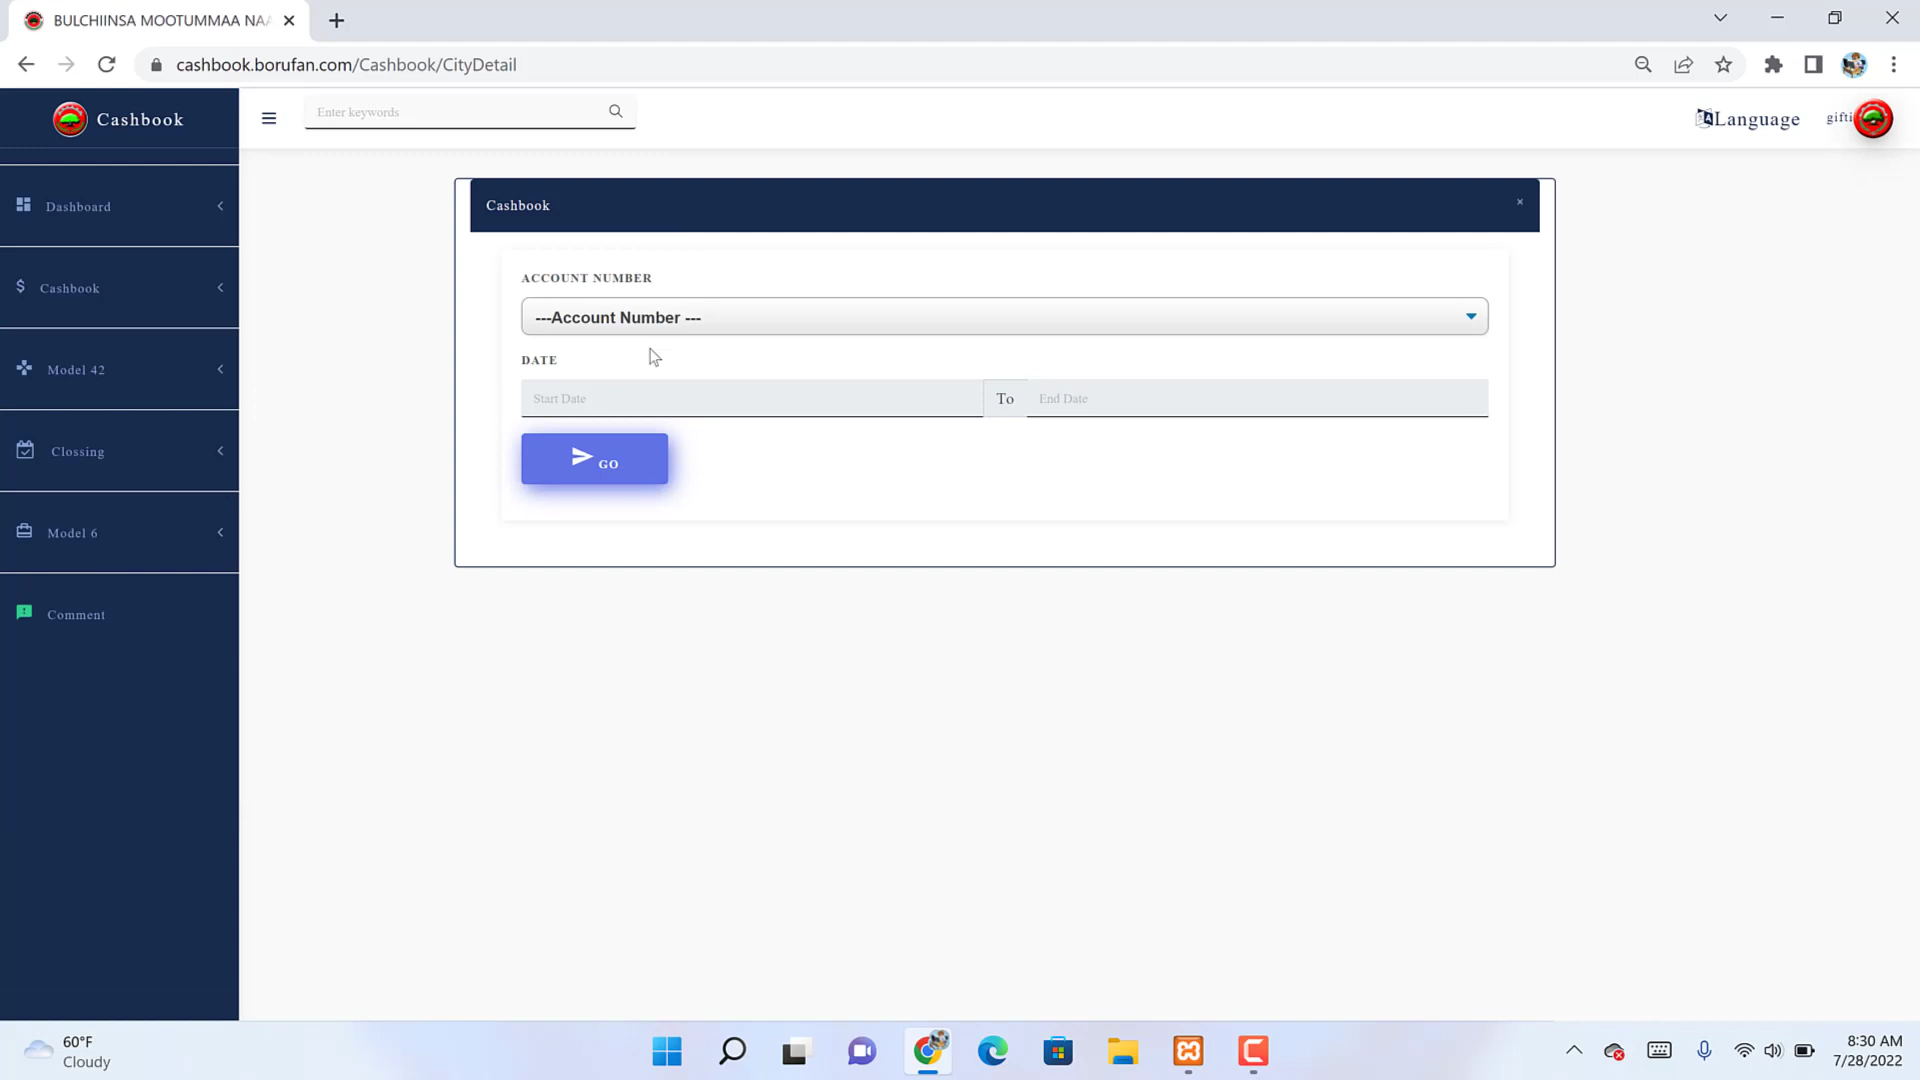 BULCHIINSA MOOTUMMAA NAA
cashbook.borufan.com/Cashbook/CityDetail
Cashbook
Enter keywords
Language
gifti
Dashboard
Cashbook
Model 42
Clossing
Model 6
Comment
Cashbook
×
ACCOUNT NUMBER
---Account Number ---
DATE
Start Date
To
End Date
GO
60°F
Cloudy
8:30 AM
7/28/2022